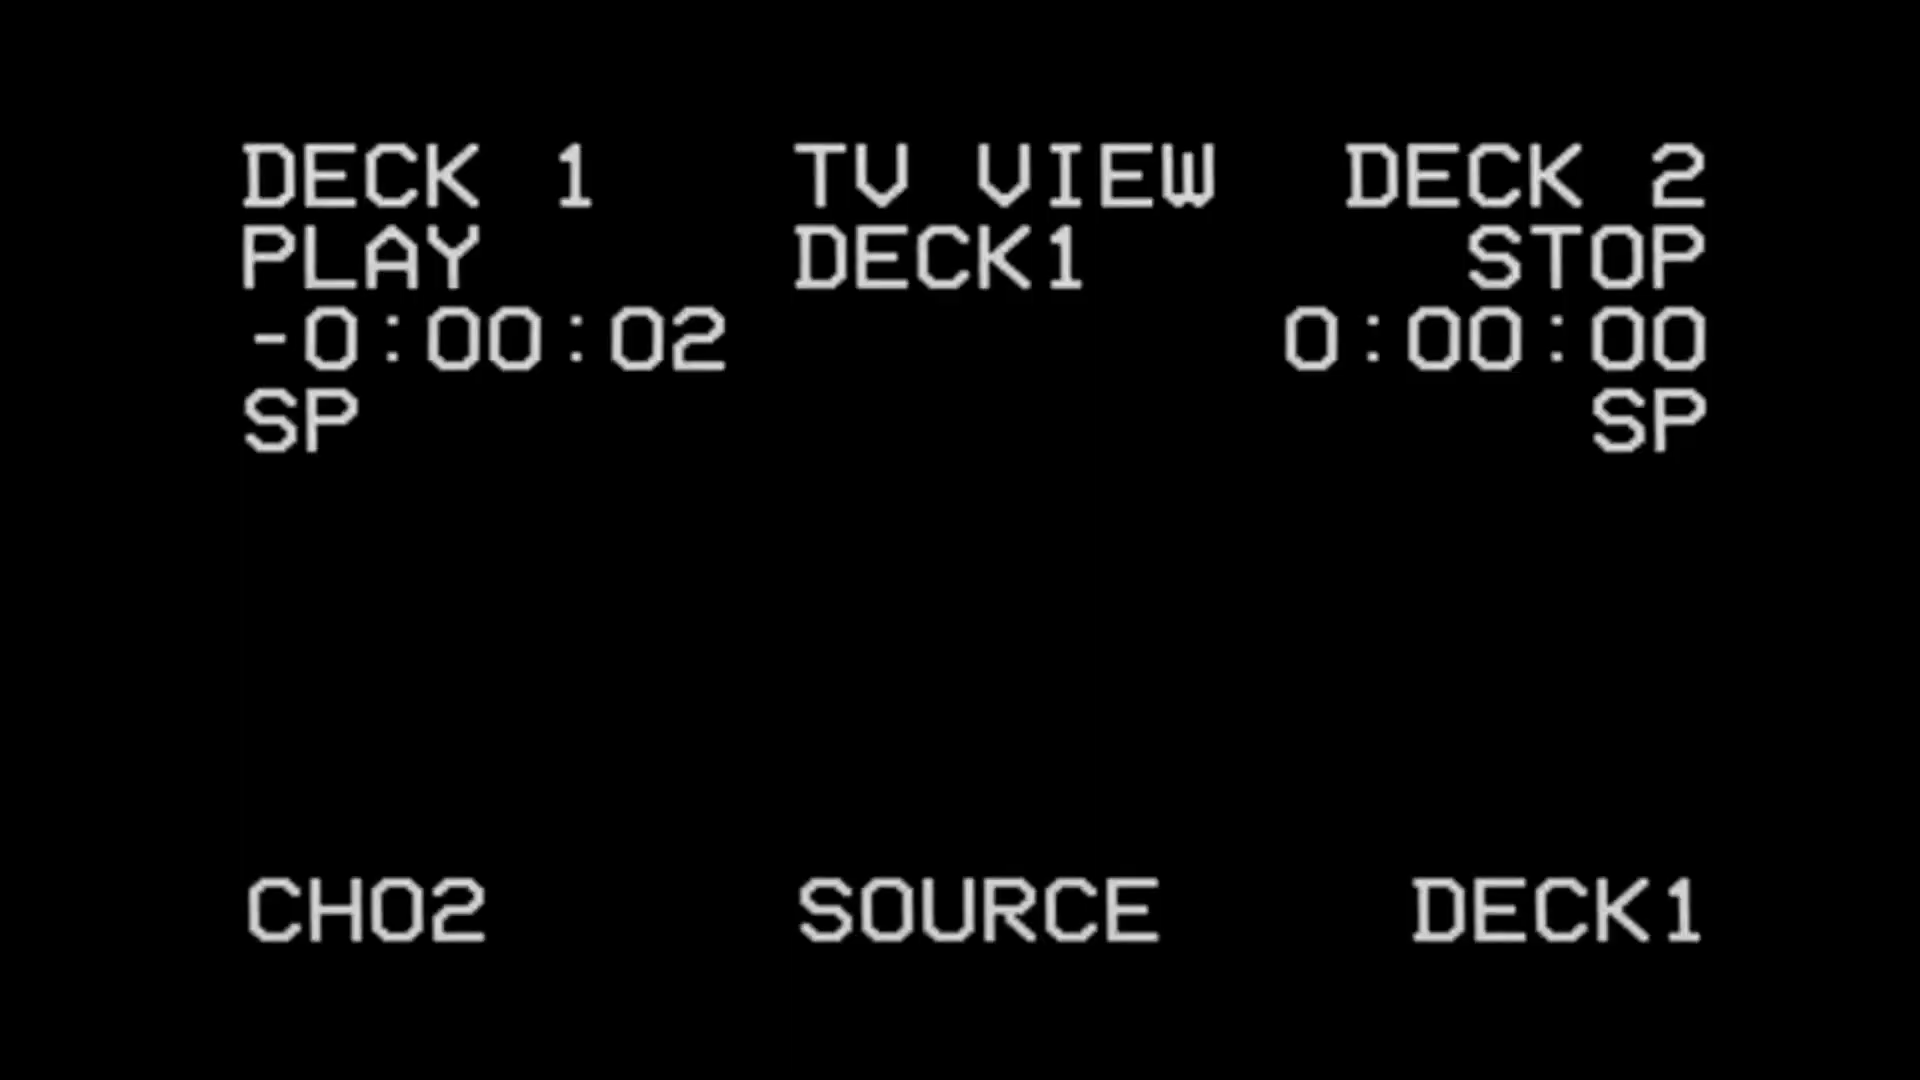 DECK 1 TV VIEW DECK 2
PLAY DECK1 STOP
-0:00:02 0:00:00
SP SP
CH02 SOURCE DECK1